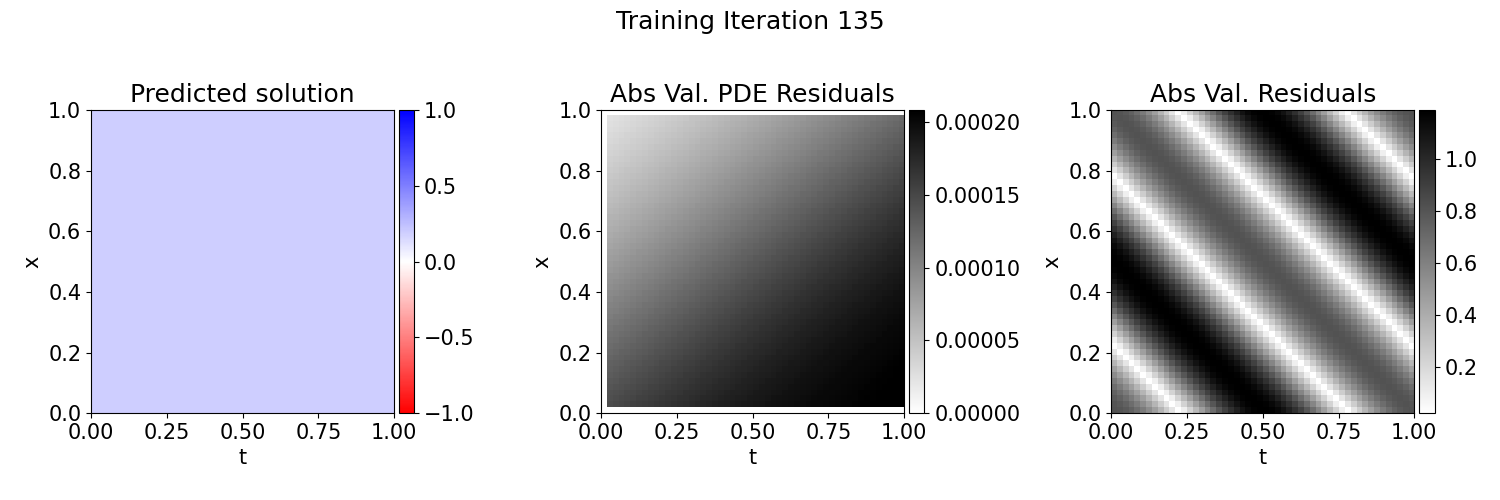 Training Iteration 135
Predicted solution
1.0
0.8
0.6
0.4
0.2
0.0
x
0.00 0.25 0.50 0.75 1.00
t
1.0
0.5
0.0
−0.5
−1.0
Abs Val. PDE Residuals
1.0
0.8
0.6
0.4
0.2
0.0
x
0.00 0.25 0.50 0.75 1.00
t
0.00020
0.00015
0.00010
0.00005
0.00000
Abs Val. Residuals
1.0
0.8
0.6
0.4
0.2
0.0
x
0.00 0.25 0.50 0.75 1.00
t
1.0
0.8
0.6
0.4
0.2